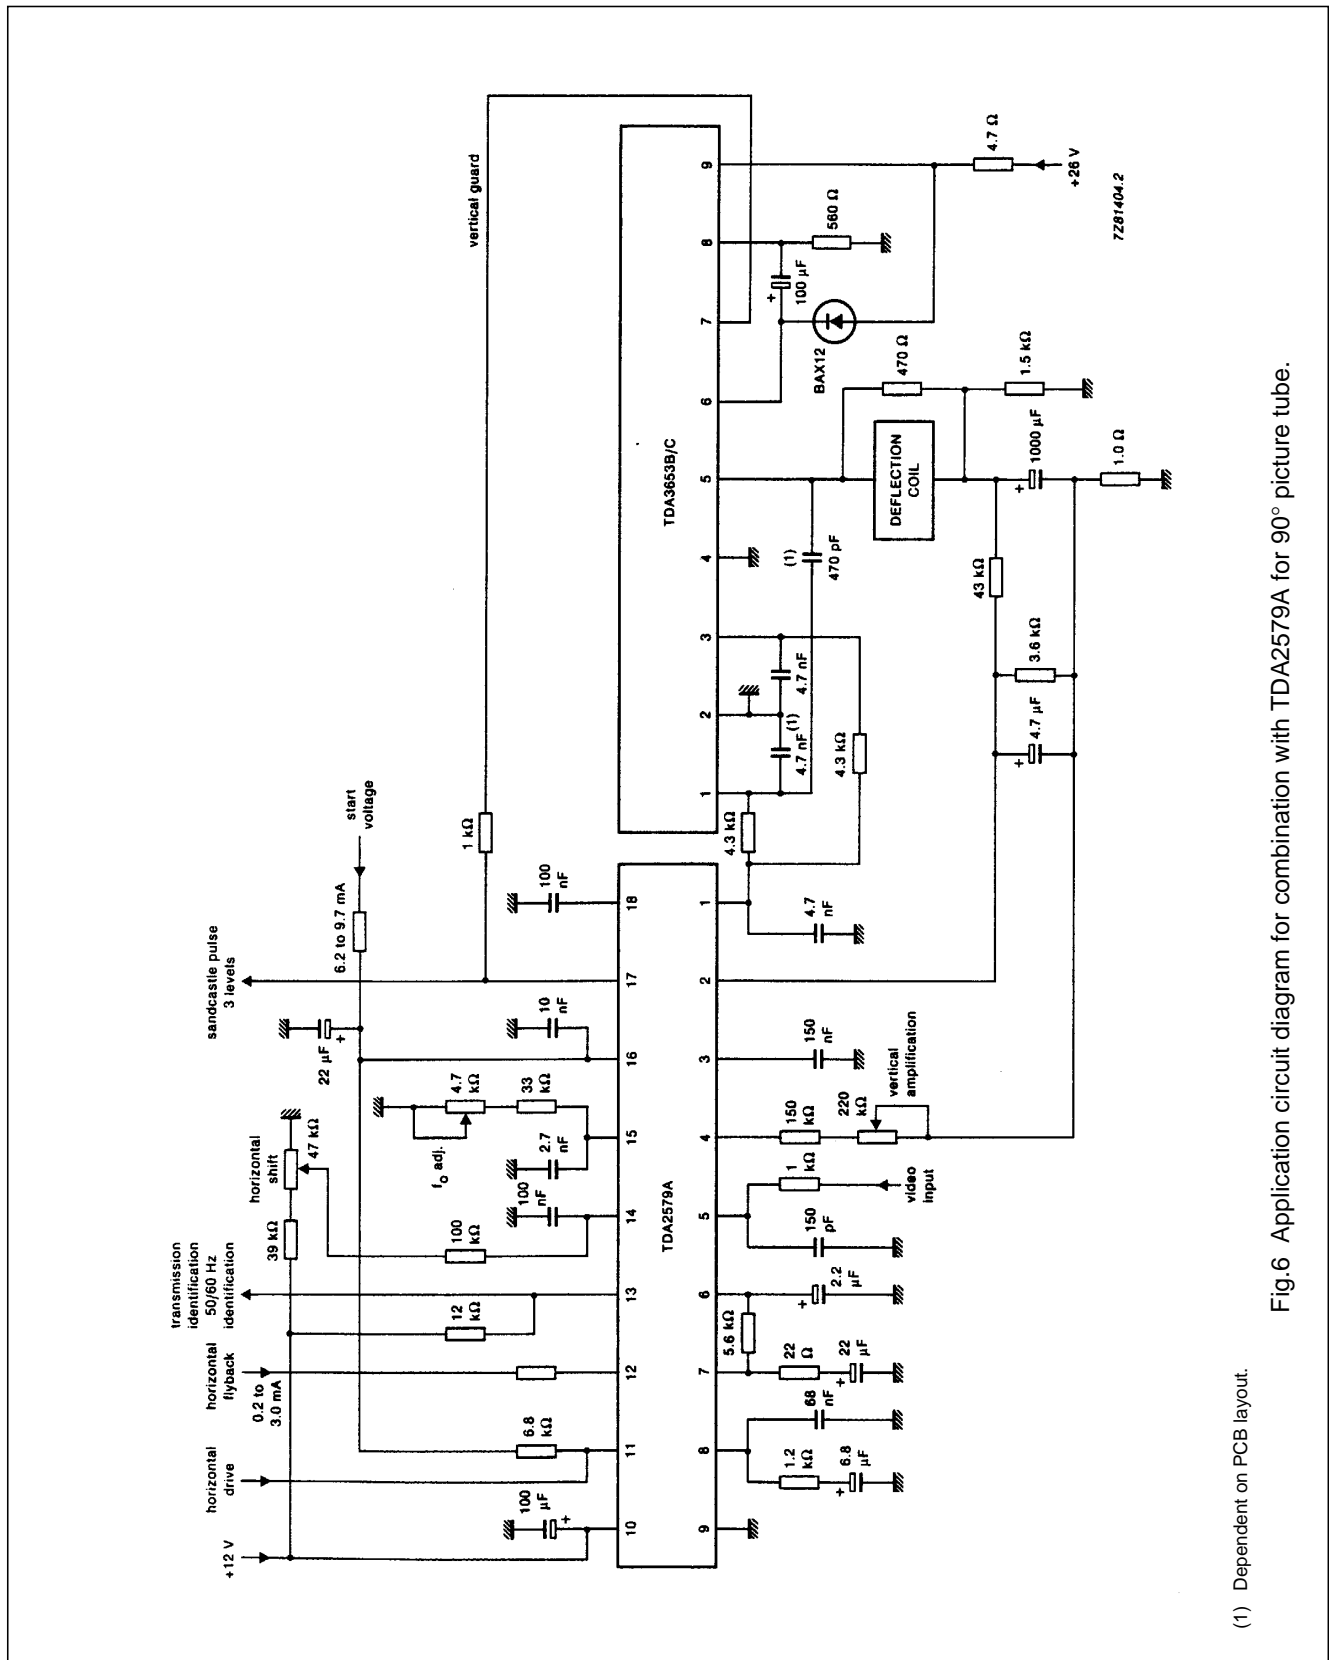 +12 V
horizontal
drive
horizontal
flyback
0.2 to
3.0 mA
transmission
identification
50/60 Hz
identification
39 kΩ
horizontal
shift
47 kΩ
22 µF
+
sandcastle pulse
3 levels
6.2 to 9.7 mA
start
voltage
vertical guard
100
µF
+
6.8
kΩ
12
kΩ
100
kΩ
100
nF
f₀ adj.
4.7
kΩ
33
kΩ
2.7
nF
10
nF
1 kΩ
100
nF
10
11
12
13
14
15
16
17
18
TDA2579A
9
8
7
6
5
4
3
2
1
1.2
kΩ
6.8
µF
+
68
nF
22
Ω
22
µF
+
5.6 kΩ
2.2
µF
+
150
pF
1
kΩ
video
input
150
kΩ
220
kΩ
vertical
amplification
150
nF
4.7
nF
4.3 kΩ
TDA3653B/C
1
2
3
4
5
6
7
8
9
4.7 nF
(1)
4.7 nF
4.3 kΩ
(1)
470 pF
+
4.7 µF
3.6 kΩ
43 kΩ
DEFLECTION
COIL
470 Ω
1.5 kΩ
+
1000 µF
1.0 Ω
BAX12
+
100 µF
560 Ω
4.7 Ω
+26 V
7Z81404.2
(1) Dependent on PCB layout.
Fig.6 Application circuit diagram for combination with TDA2579A for 90° picture tube.